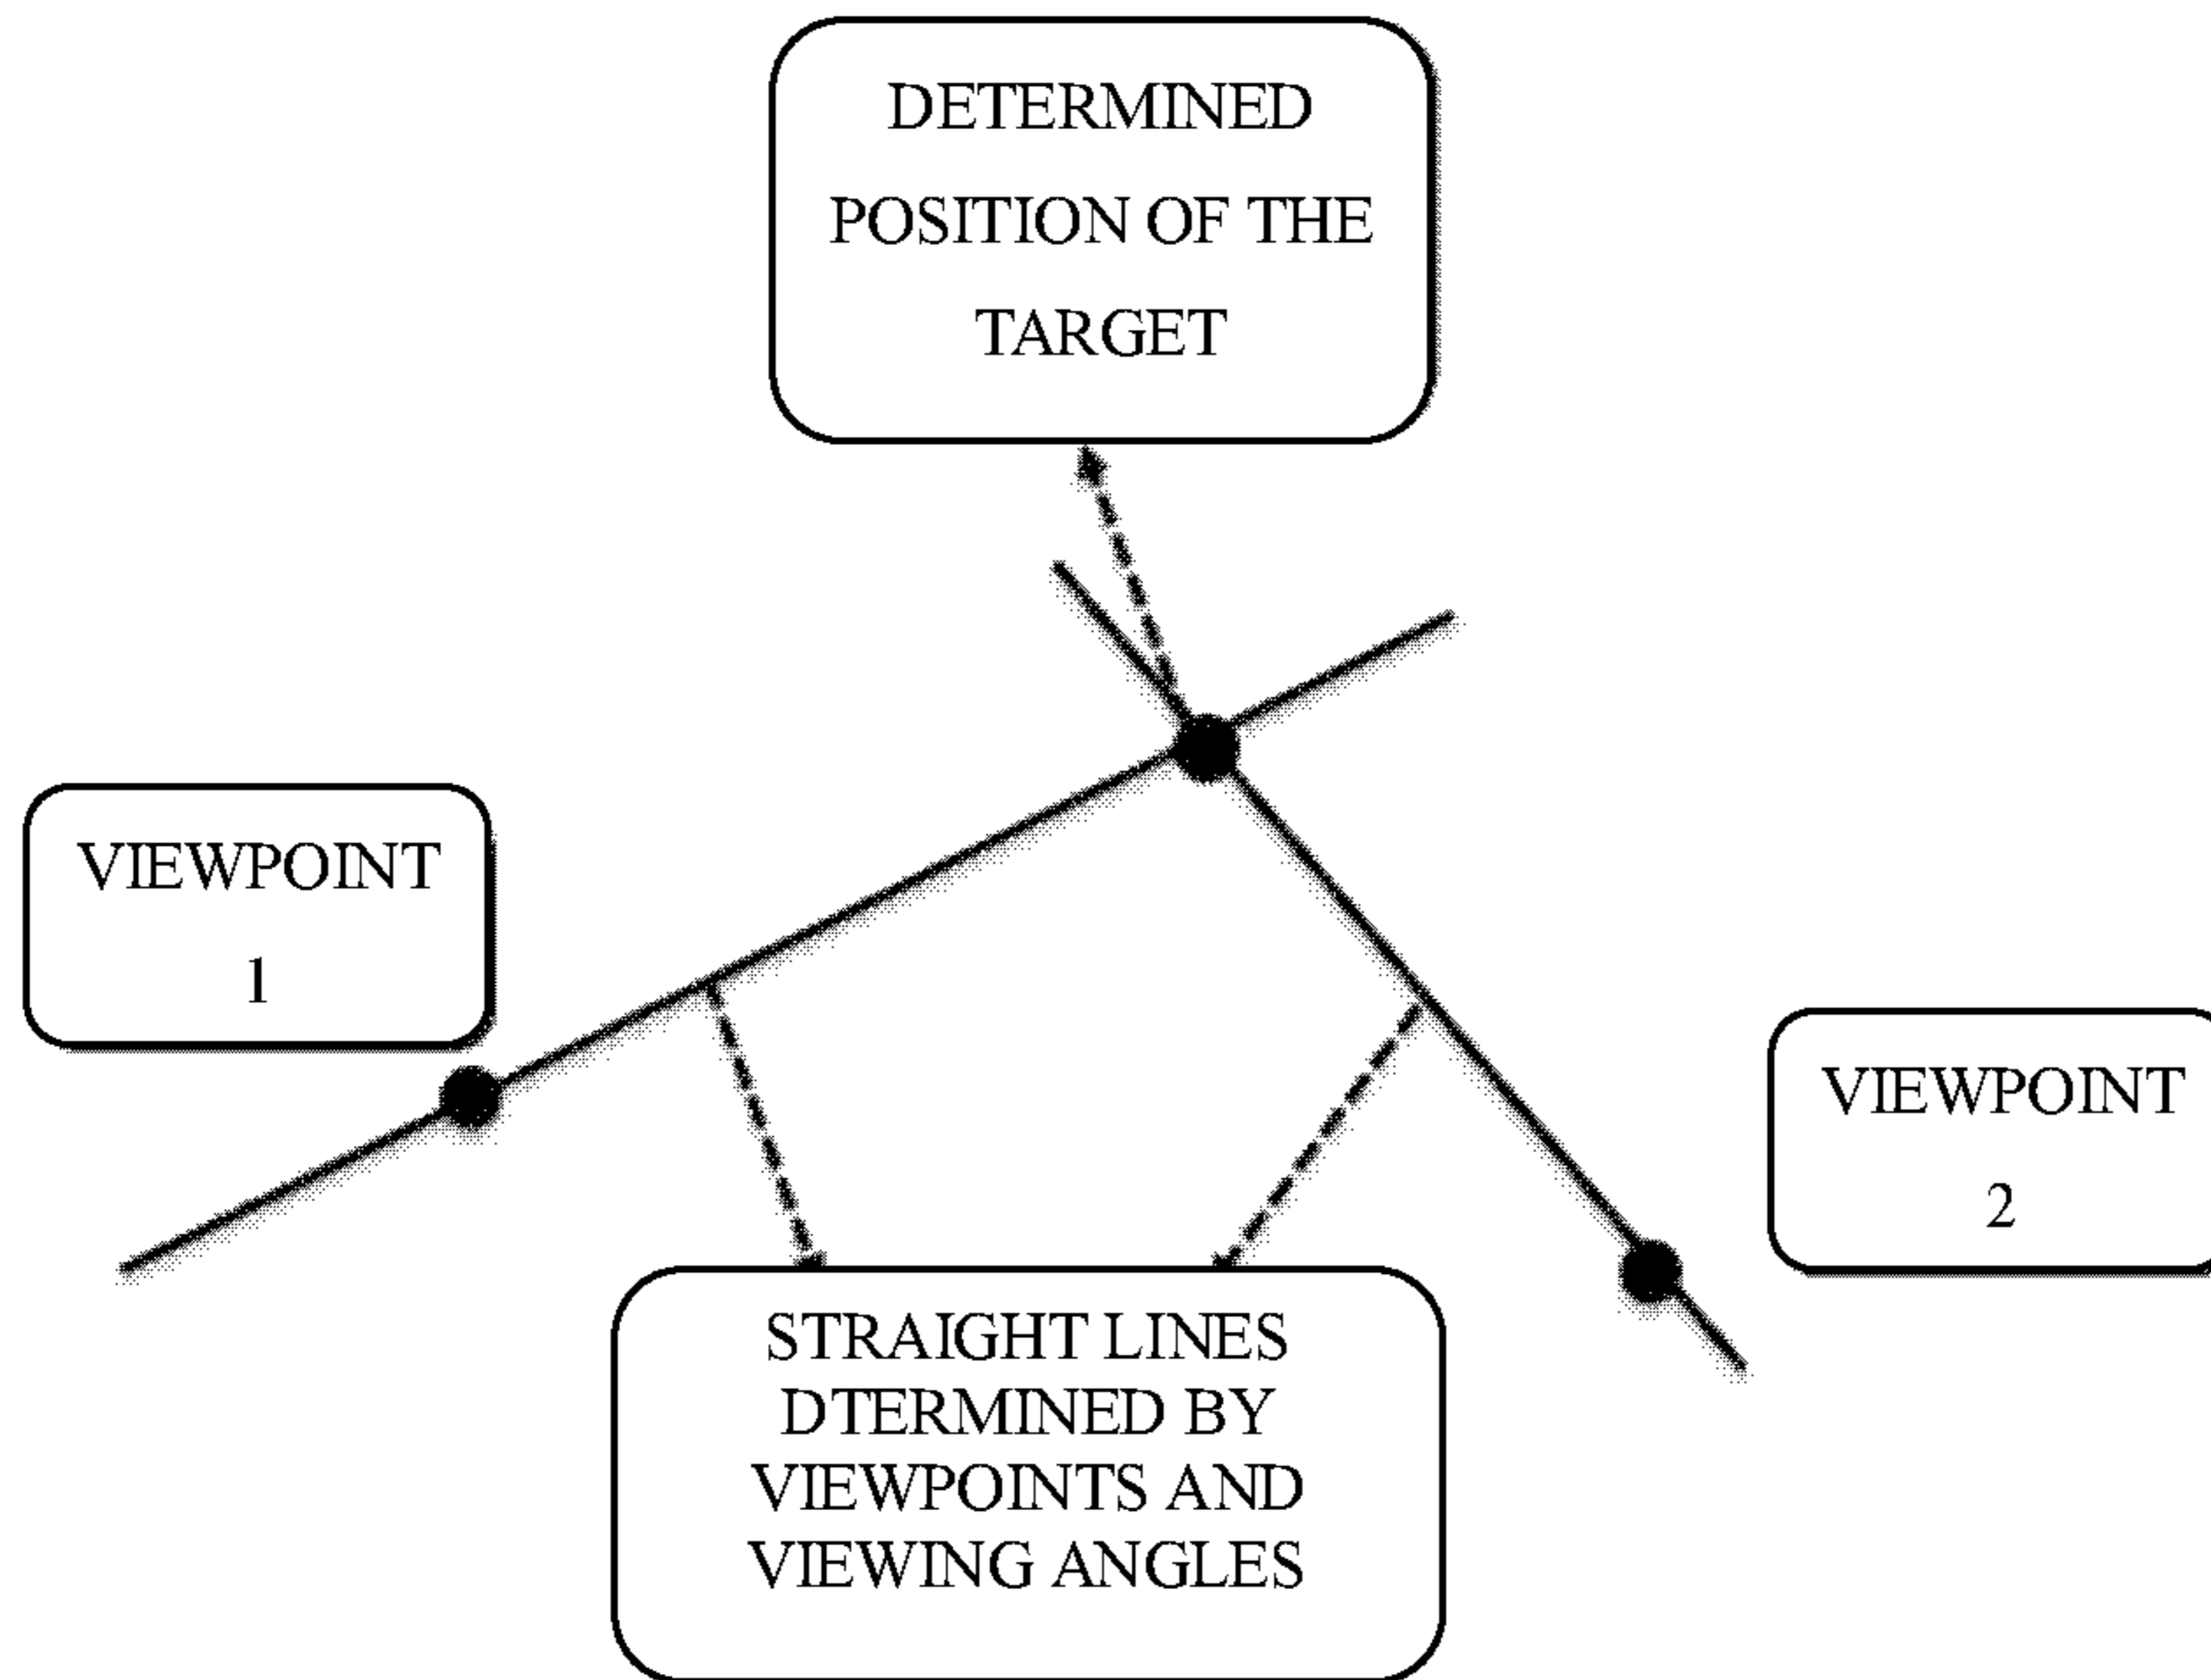 DETERMINED
POSITION OF THE
TARGET
VIEWPOINT
1
VIEWPOINT
2
STRAIGHT LINES
DTERMINED BY
VIEWPOINTS AND
VIEWING ANGLES